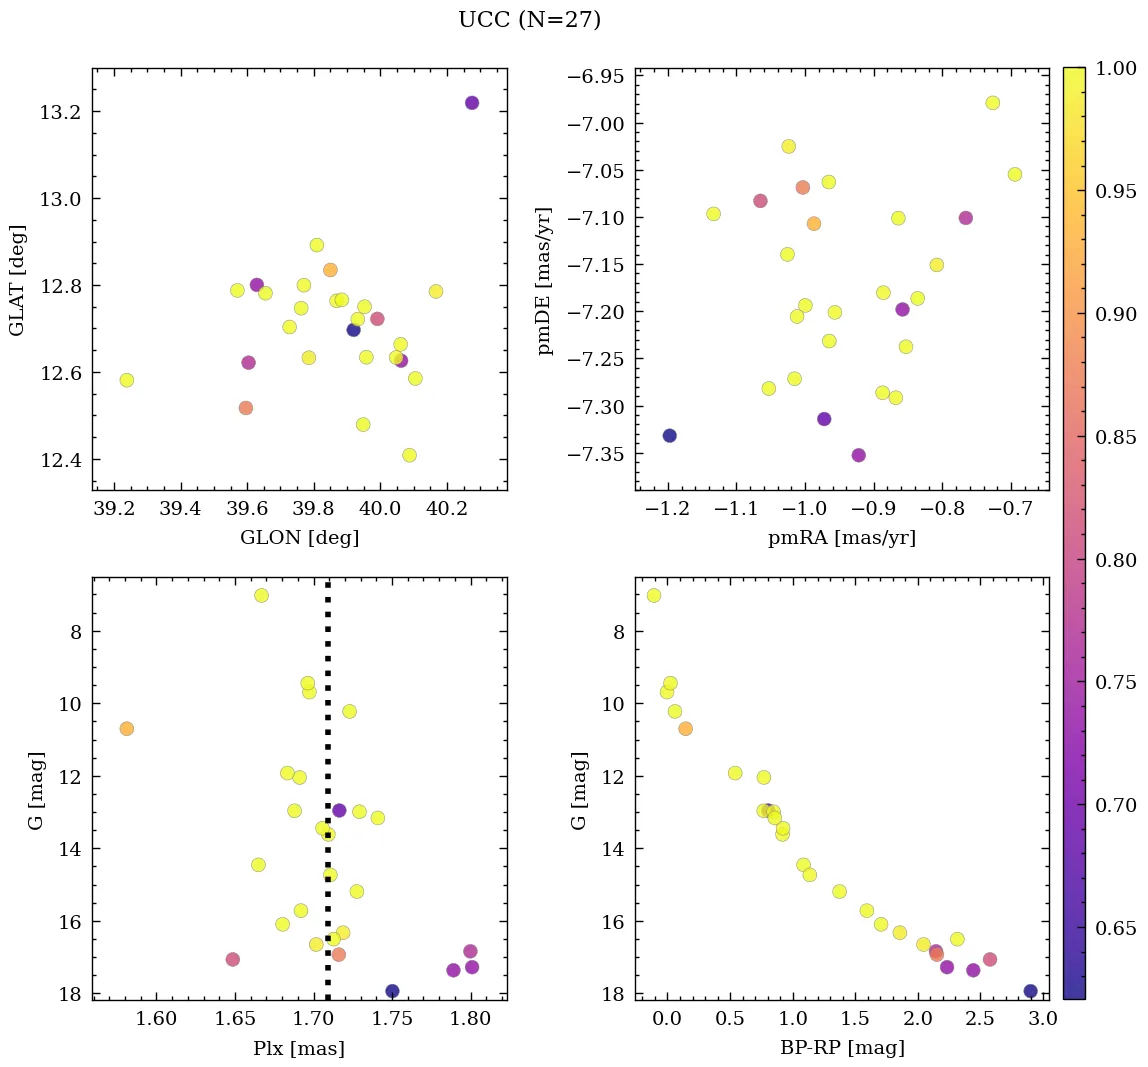 UCC (N=27)
13.2
13.0
12.8
12.6
12.4
GLAT [deg]
39.2 39.4 39.6 39.8 40.0 40.2
GLON [deg]
−6.95
−7.00
−7.05
−7.10
−7.15
−7.20
−7.25
−7.30
−7.35
pmDE [mas/yr]
−1.2 −1.1 −1.0 −0.9 −0.8 −0.7
pmRA [mas/yr]
8
10
12
14
16
18
G [mag]
1.60 1.65 1.70 1.75 1.80
Plx [mas]
8
10
12
14
16
18
G [mag]
0.0 0.5 1.0 1.5 2.0 2.5 3.0
BP-RP [mag]
1.00
0.95
0.90
0.85
0.80
0.75
0.70
0.65